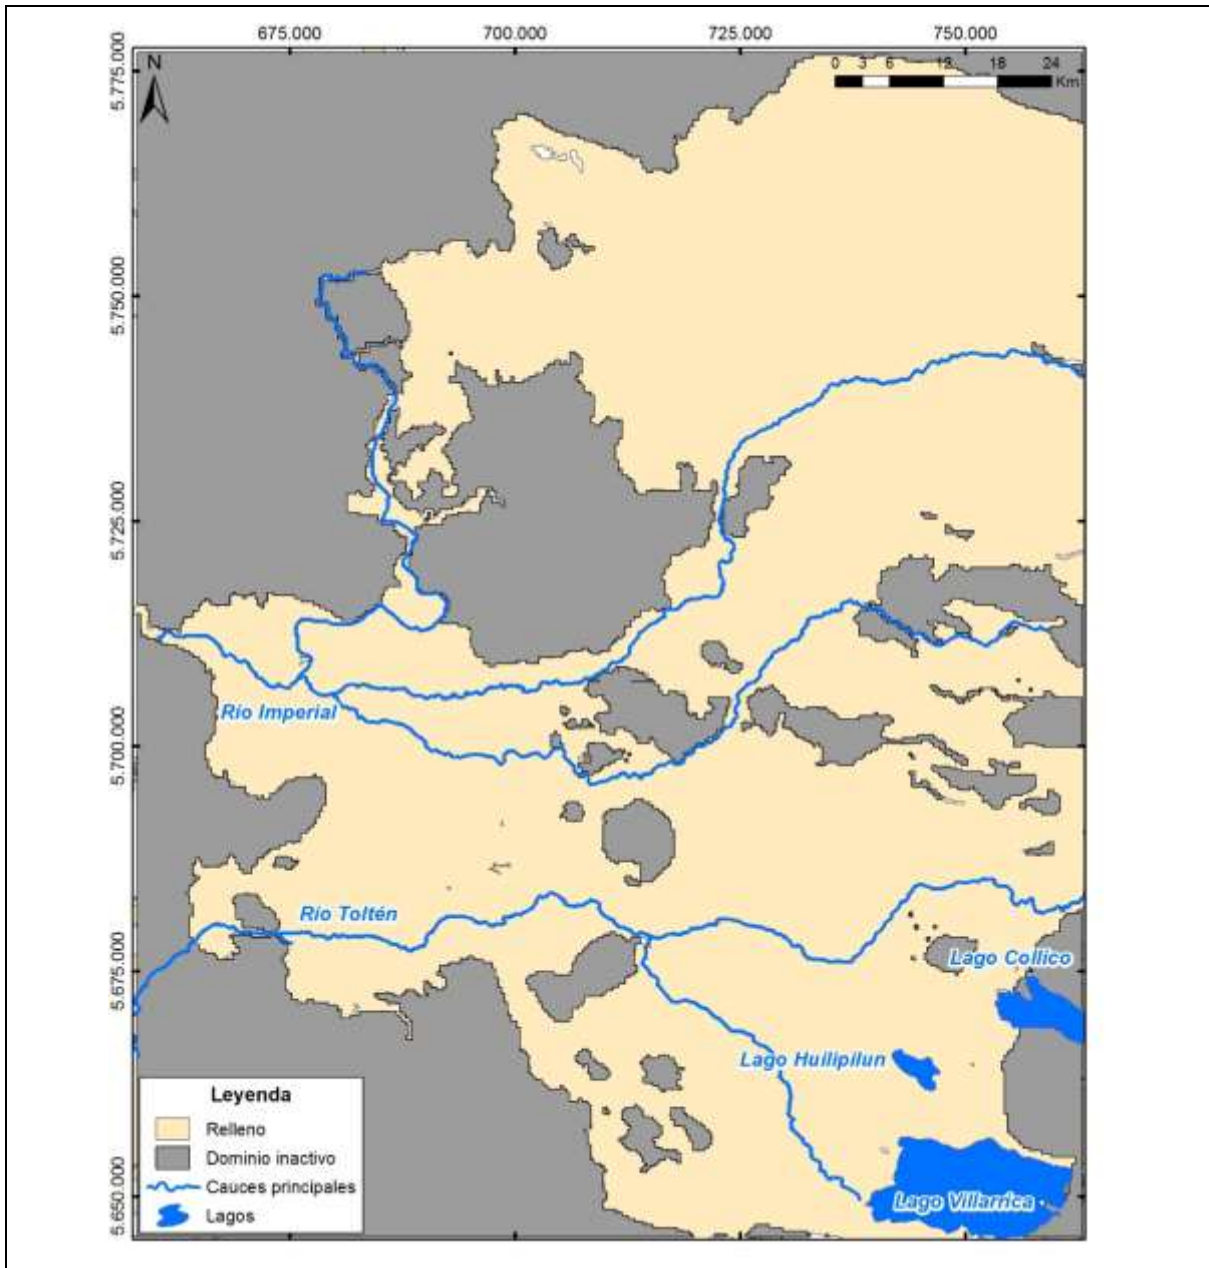 675.000 700.000 725.000 750.000
N
0 3 6 12 18 24
Km
5.775.000
5.750.000
5.725.000
5.700.000
5.675.000
5.650.000
Río Imperial
Río Toltén
Lago Collico
Lago Huilipilun
Lago Villarrica
Leyenda
Relleno
Dominio inactivo
Cauces principales
Lagos